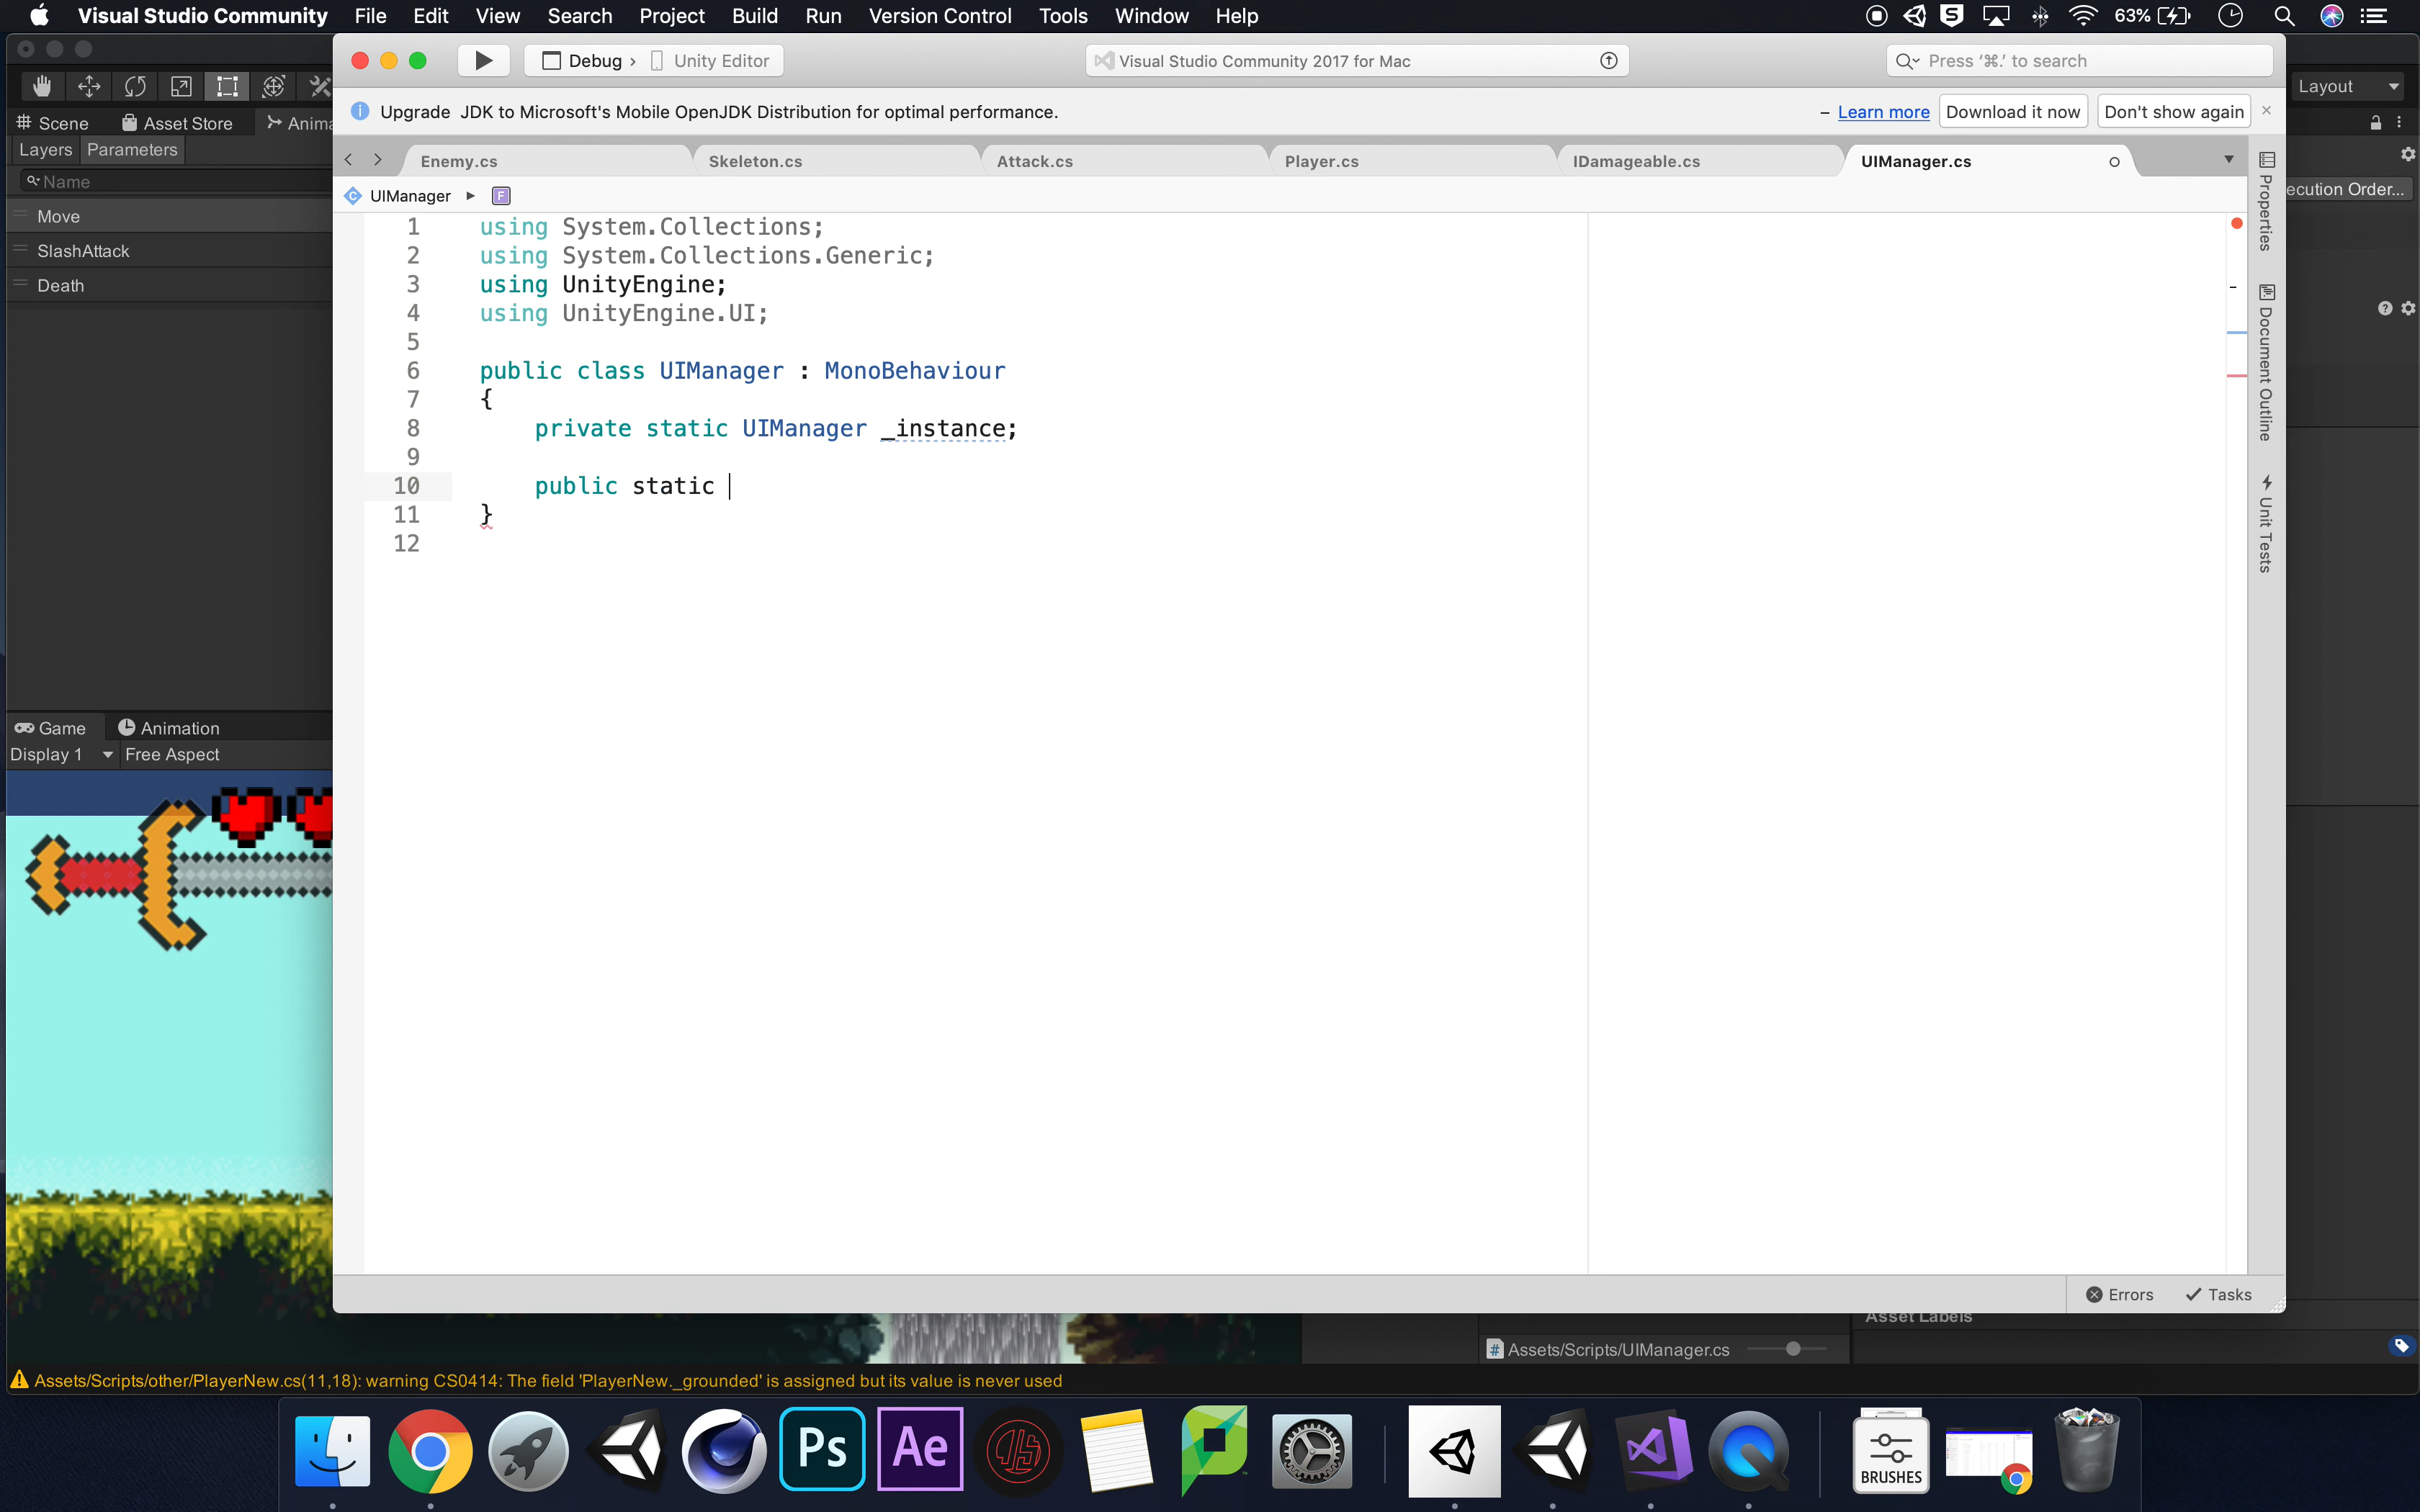 Visual Studio Community File Edit View Search Project Build Run Version Control Tools Window Help 63%
Debug › Unity Editor Visual Studio Community 2017 for Mac Press '⌘.' to search
Layout
Upgrade JDK to Microsoft's Mobile OpenJDK Distribution for optimal performance. – Learn more Download it now Don't show again
Scene Asset Store Anima
Layers Parameters
Name
Move
SlashAttack
Death
Enemy.cs Skeleton.cs Attack.cs Player.cs IDamageable.cs UIManager.cs
UIManager F
ecution Order...
Properties
Document Outline
Unit Tests
1 using System.Collections;
2 using System.Collections.Generic;
3 using UnityEngine;
4 using UnityEngine.UI;
5
6 public class UIManager : MonoBehaviour
7 {
8 private static UIManager _instance;
9
10 public static
11 }
12
Game Animation
Display 1 Free Aspect
Errors Tasks
Asset Labels
Assets/Scripts/UIManager.cs
Assets/Scripts/other/PlayerNew.cs(11,18): warning CS0414: The field 'PlayerNew._grounded' is assigned but its value is never used
Ps Ae BRUSHES